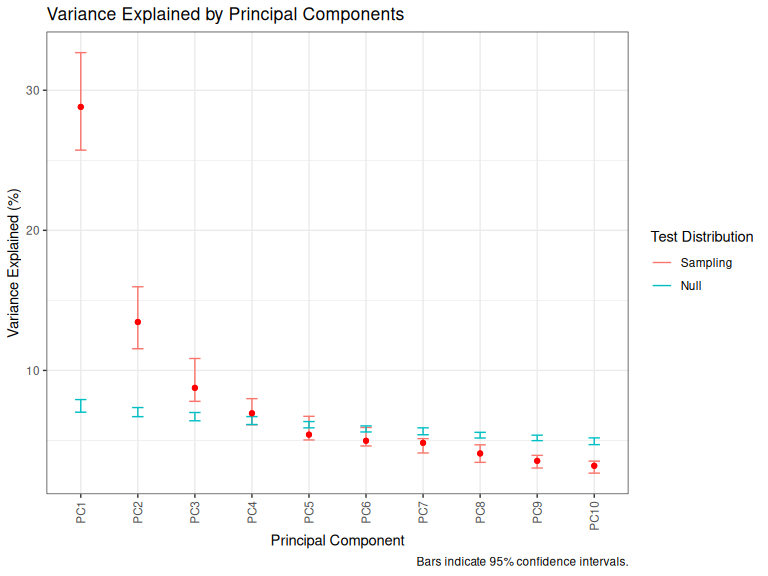 Variance Explained by Principal Components
Variance Explained (%)
30
20
10
PC1
PC2
PC3
PC4
PC5
PC6
PC7
PC8
PC9
PC10
Principal Component
Test Distribution
Sampling
Null
Bars indicate 95% confidence intervals.